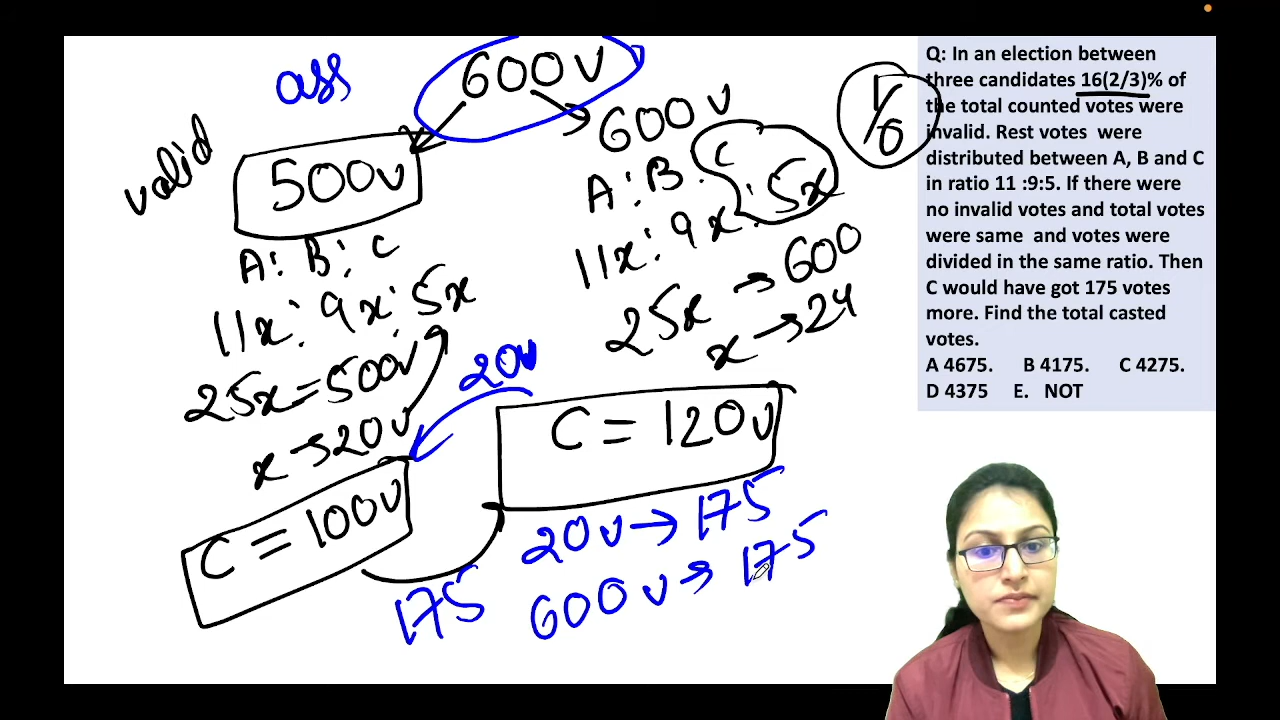 ass
600v
valid
500v
600v
1/6
A : B : C
11x : 9x : 5x
25x = 500v
x → 20v
C = 100v
A : B : C
11x : 9x : 5x
25x → 600
x → 24
20v
C = 120v
175
20v → 175
600v → 175
Q: In an election between
three candidates 16(2/3)% of
the total counted votes were
invalid. Rest votes were
distributed between A, B and C
in ratio 11 :9:5. If there were
no invalid votes and total votes
were same and votes were
divided in the same ratio. Then
C would have got 175 votes
more. Find the total casted
votes.
A 4675. B 4175. C 4275.
D 4375 E. NOT